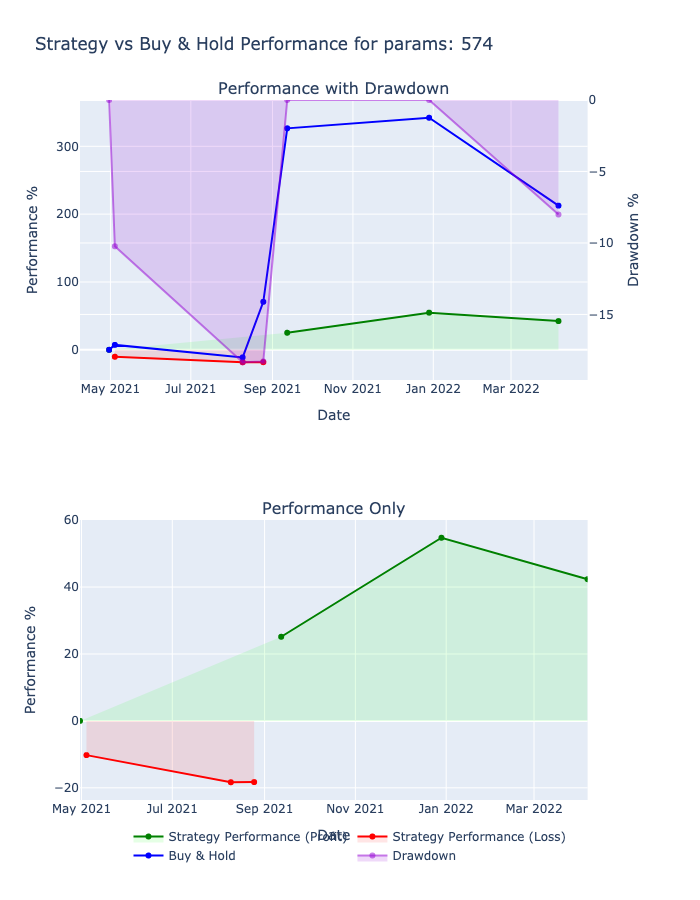 Strategy vs Buy & Hold Performance for params: 574
Performance with Drawdown
0
300
−5
200
−10
100
−15
0
Performance %
Drawdown %
May 2021 Jul 2021 Sep 2021 Nov 2021 Jan 2022 Mar 2022
Date
Performance Only
60
40
20
0
−20
Performance %
May 2021 Jul 2021 Sep 2021 Nov 2021 Jan 2022 Mar 2022
Date
Strategy Performance (Profit) Strategy Performance (Loss)
Buy & Hold Drawdown